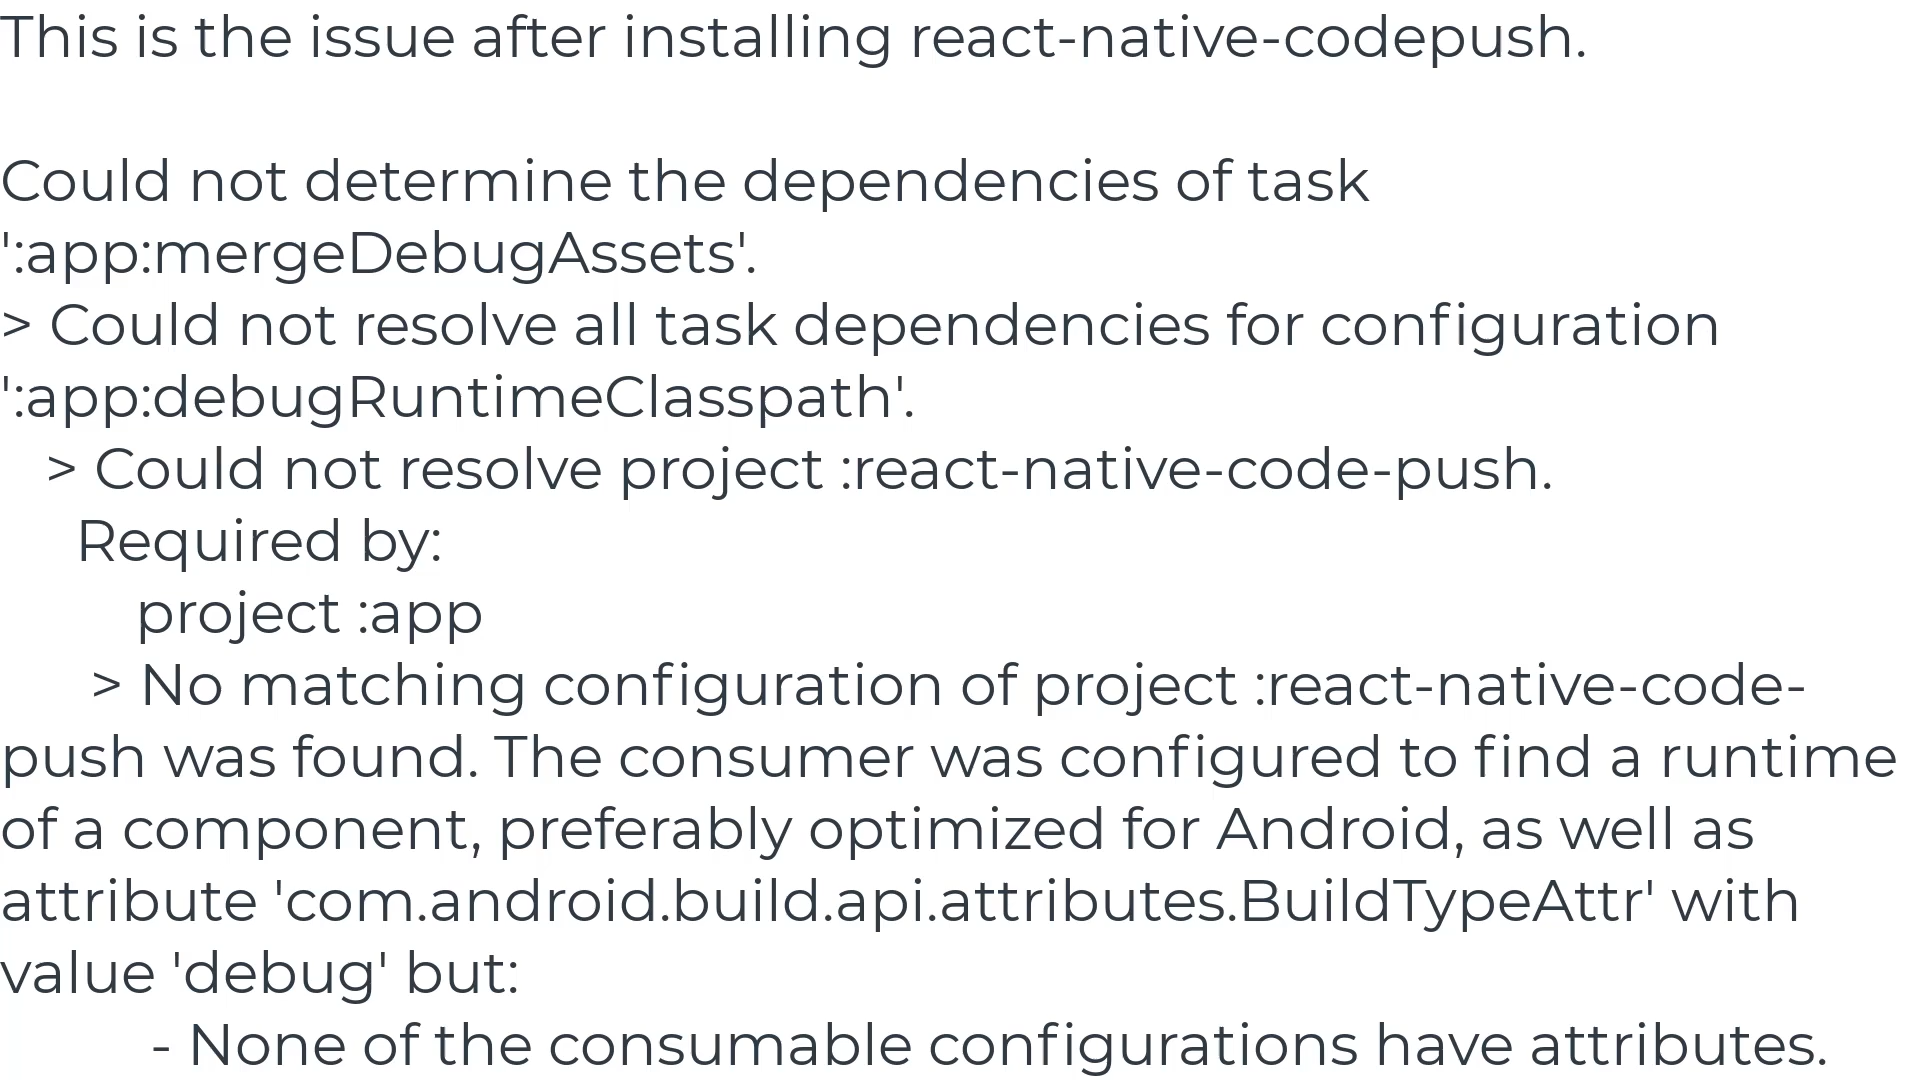 This is the issue after installing react-native-codepush.

Could not determine the dependencies of task
':app:mergeDebugAssets'.
> Could not resolve all task dependencies for configuration
':app:debugRuntimeClasspath'.
   > Could not resolve project :react-native-code-push.
     Required by:
         project :app
      > No matching configuration of project :react-native-code-
push was found. The consumer was configured to find a runtime
of a component, preferably optimized for Android, as well as
attribute 'com.android.build.api.attributes.BuildTypeAttr' with
value 'debug' but:
          - None of the consumable configurations have attributes.